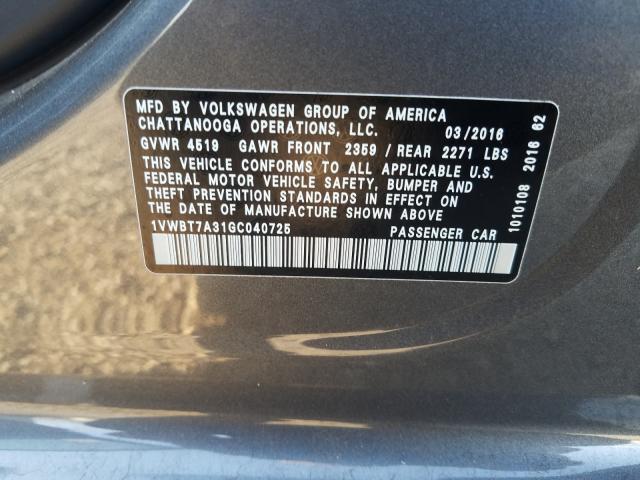 MFD BY VOLKSWAGEN GROUP OF AMERICA
CHATTANOOGA OPERATIONS, LLC. 03/2016
GVWR 4519 GAWR FRONT 2359 / REAR 2271 LBS
THIS VEHICLE CONFORMS TO ALL APPLICABLE U.S.
FEDERAL MOTOR VEHICLE SAFETY, BUMPER AND
THEFT PREVENTION STANDARDS IN EFFECT ON
THE DATE OF MANUFACTURE SHOWN ABOVE
1VWBT7A31GC040725 PASSENGER CAR
1010108 2016 62